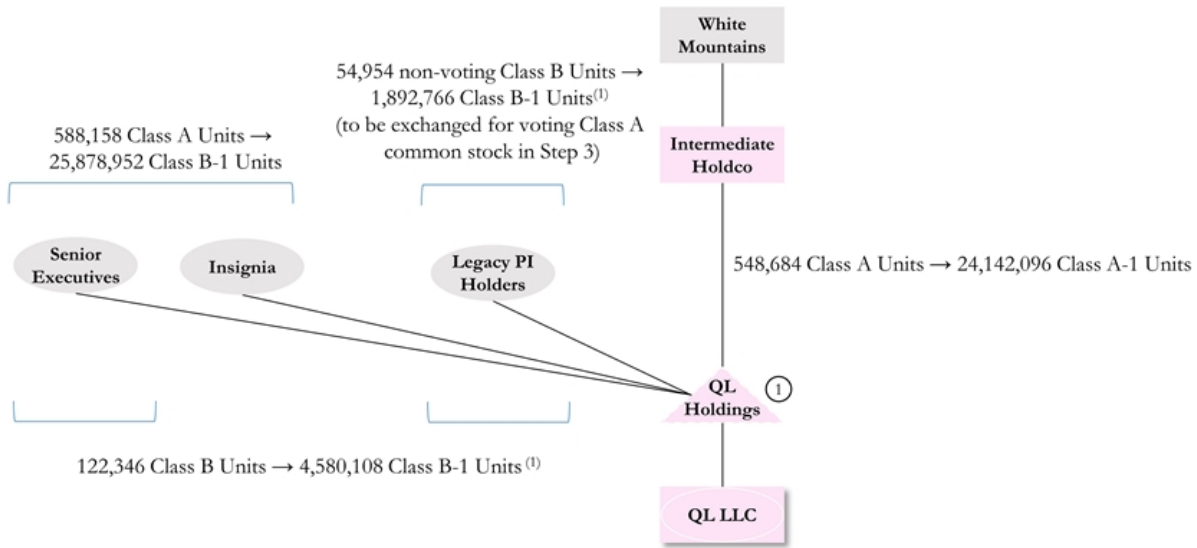 White
Mountains
54,954 non-voting Class B Units →
1,892,766 Class B-1 Units(1)
(to be exchanged for voting Class A
common stock in Step 3)
588,158 Class A Units →
25,878,952 Class B-1 Units
Intermediate
Holdco
Senior
Executives
Insignia
Legacy PI
Holders
548,684 Class A Units → 24,142,096 Class A-1 Units
QL
Holdings
1
122,346 Class B Units → 4,580,108 Class B-1 Units (1)
QL LLC